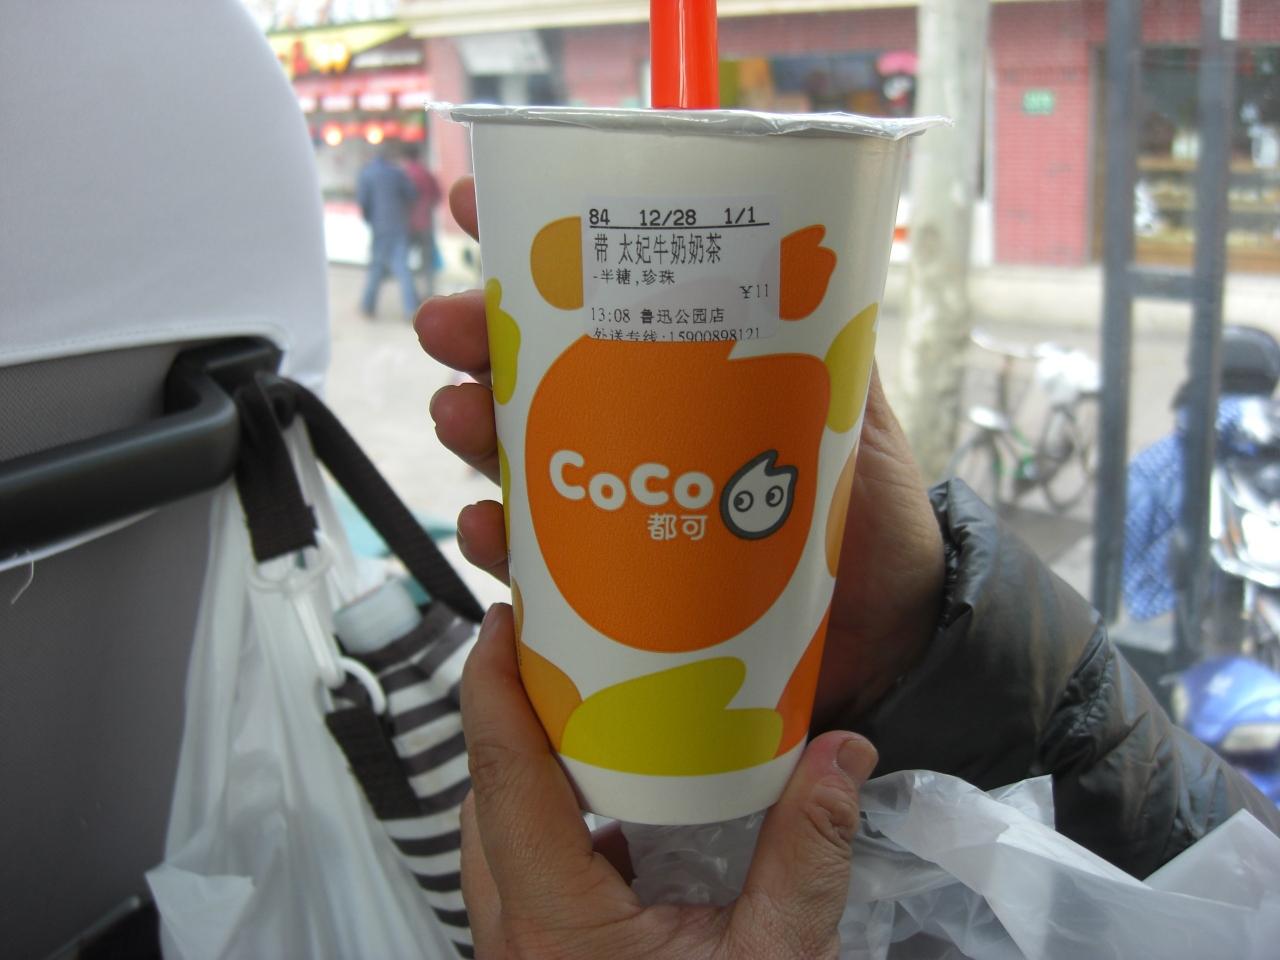 84 12/28 1/1
带 太妃牛奶奶茶
-半糖,珍珠
¥11
13:08 鲁迅公园店
外送专线:15900898121
CoCo
都可